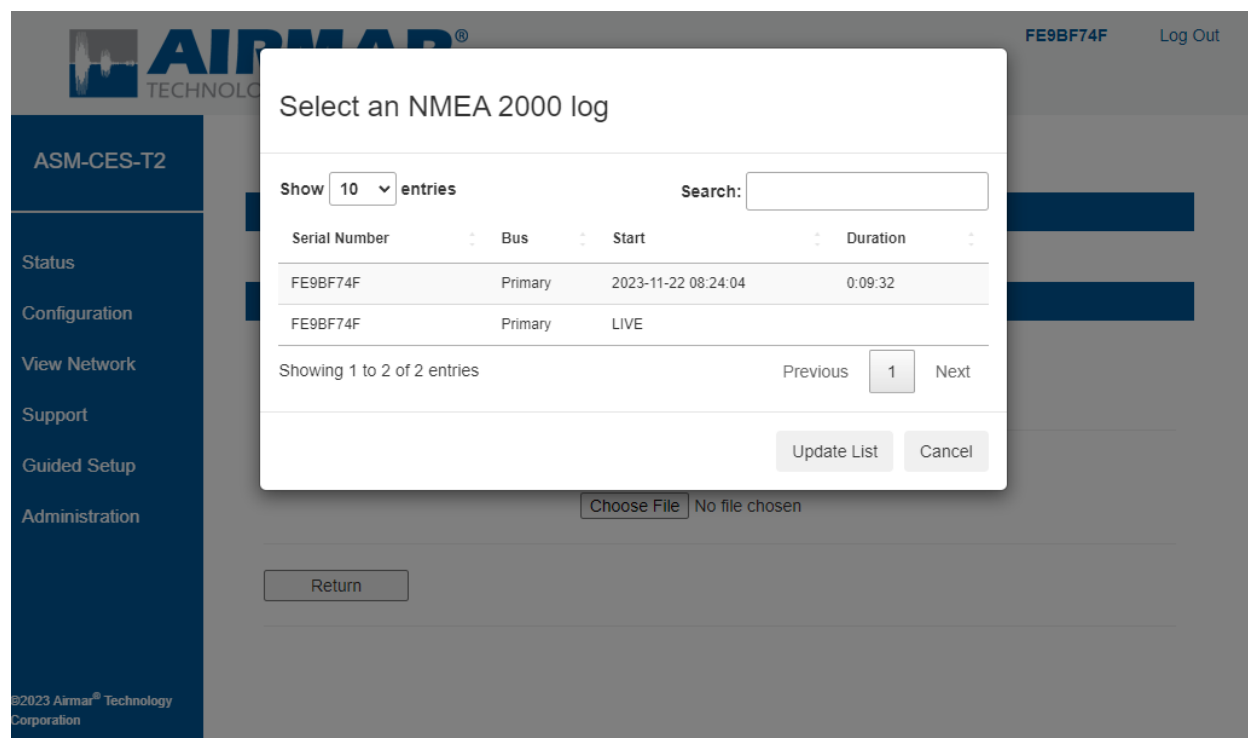 AIRMAR®
TECHNOLO
FE9BF74F Log Out
ASM-CES-T2
Status
Configuration
View Network
Support
Guided Setup
Administration
©2023 Airmar® Technology
Corporation
Select an NMEA 2000 log
Show 10 entries Search:
Serial Number Bus Start Duration
FE9BF74F Primary 2023-11-22 08:24:04 0:09:32
FE9BF74F Primary LIVE
Showing 1 to 2 of 2 entries Previous 1 Next
Update List Cancel
Choose File No file chosen
Return